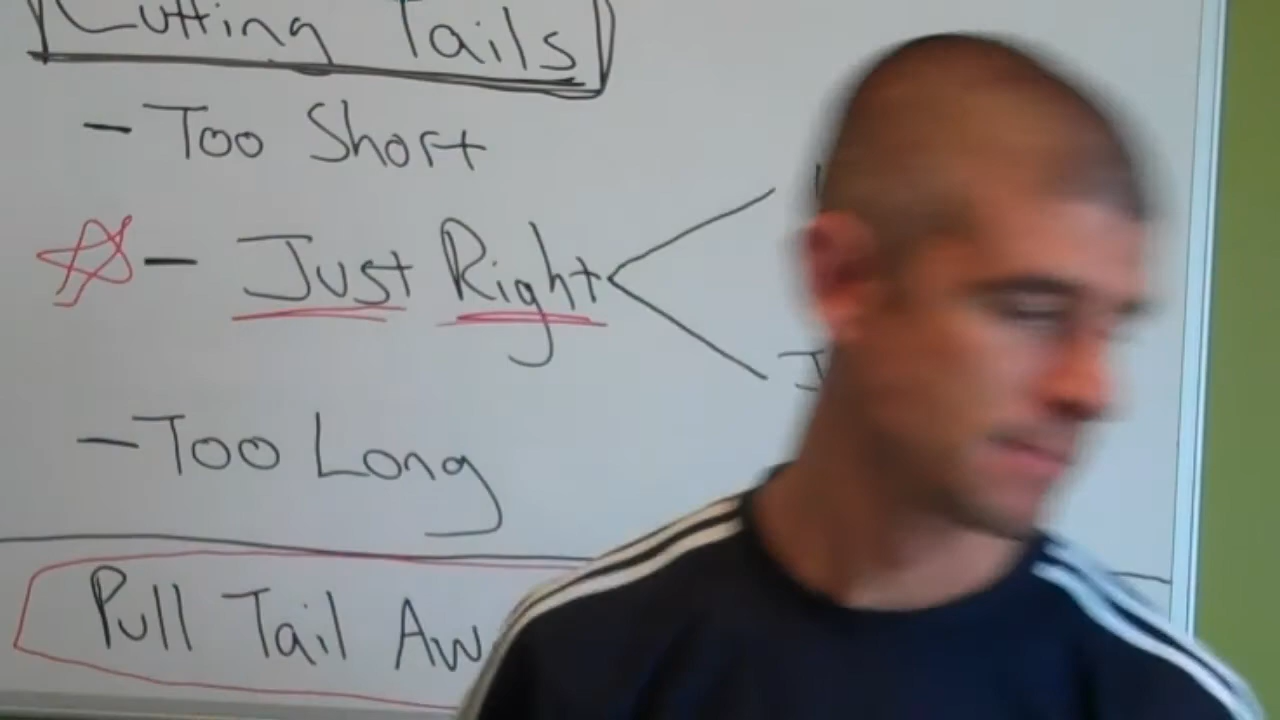 Cutting Tails
- Too Short
- Just Right
- Too Long
Pull Tail Aw